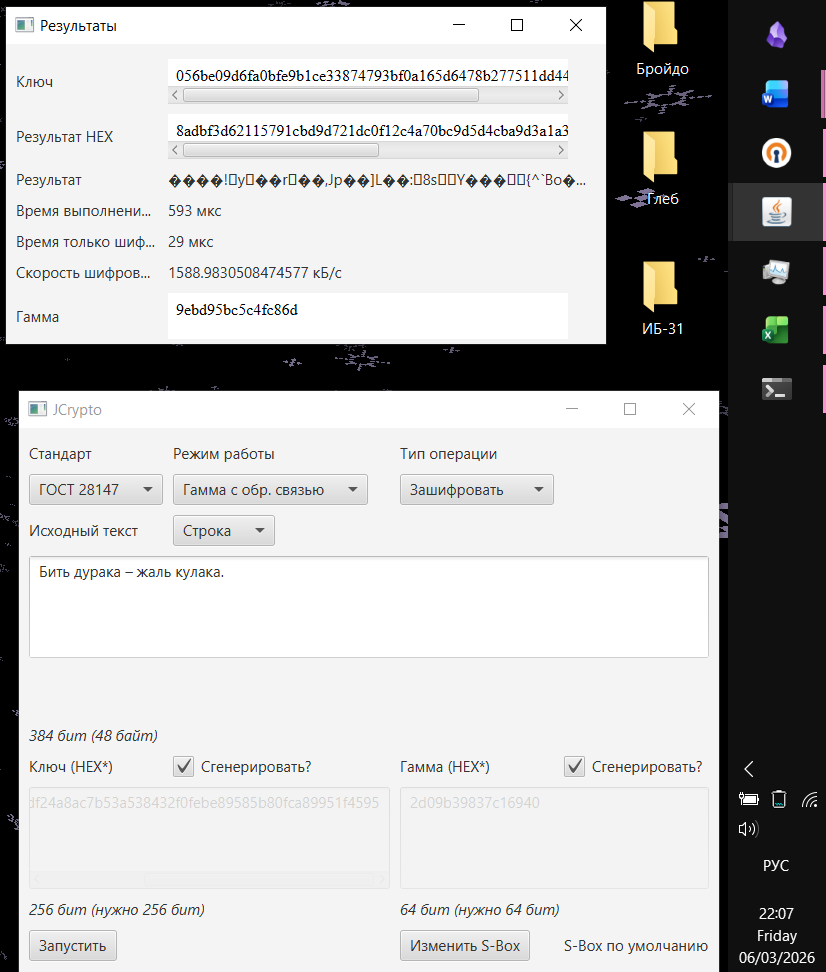 Результаты
Ключ
056be09d6fa0bfe9b1ce33874793bf0a165d6478b277511dd44
Результат HEX
8adbf3d62115791cbd9d721dc0f12c4a70bc9d5d4cba9d3a1a3
Результат
����!▯y▯��r▯��,Jp��]L��:▯8s▯▯Y���▯▯{^`Bo�...
Время выполнени...
593 мкс
Время только шиф...
29 мкс
Скорость шифров...
1588.9830508474577 кБ/с
Гамма
9ebd95bc5c4fc86d
Бройдо
Глеб
ИБ-31
JCrypto
Стандарт
Режим работы
Тип операции
ГОСТ 28147
Гамма с обр. связью
Зашифровать
Исходный текст
Строка
Бить дурака – жаль кулака.
384 бит (48 байт)
Ключ (HEX*)
Сгенерировать?
Гамма (HEX*)
Сгенерировать?
df24a8ac7b53a538432f0febe89585b80fca89951f4595
2d09b39837c16940
256 бит (нужно 256 бит)
64 бит (нужно 64 бит)
Запустить
Изменить S-Box
S-Box по умолчанию
РУС
22:07
Friday
06/03/2026